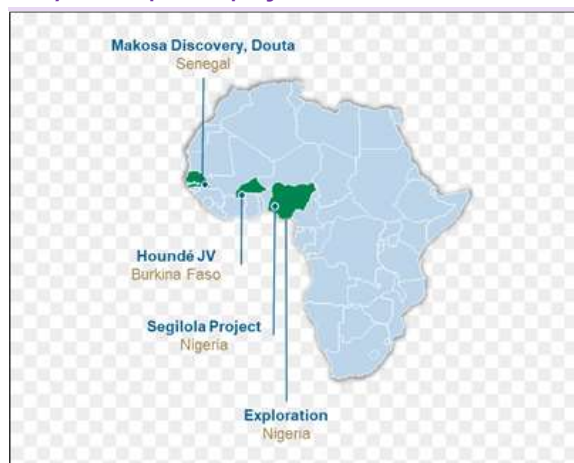 Makosa Discovery, Douta
Senegal
Houndé JV
Burkina Faso
Segilola Project
Nigeria
Exploration
Nigeria